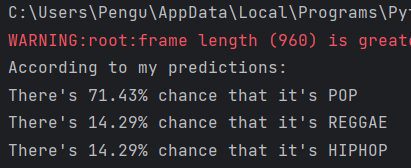 C:\Users\Pengu\AppData\Local\Programs\Pyt
WARNING:root:frame length (960) is greate
According to my predictions:
There's 71.43% chance that it's POP
There's 14.29% chance that it's REGGAE
There's 14.29% chance that it's HIPHOP